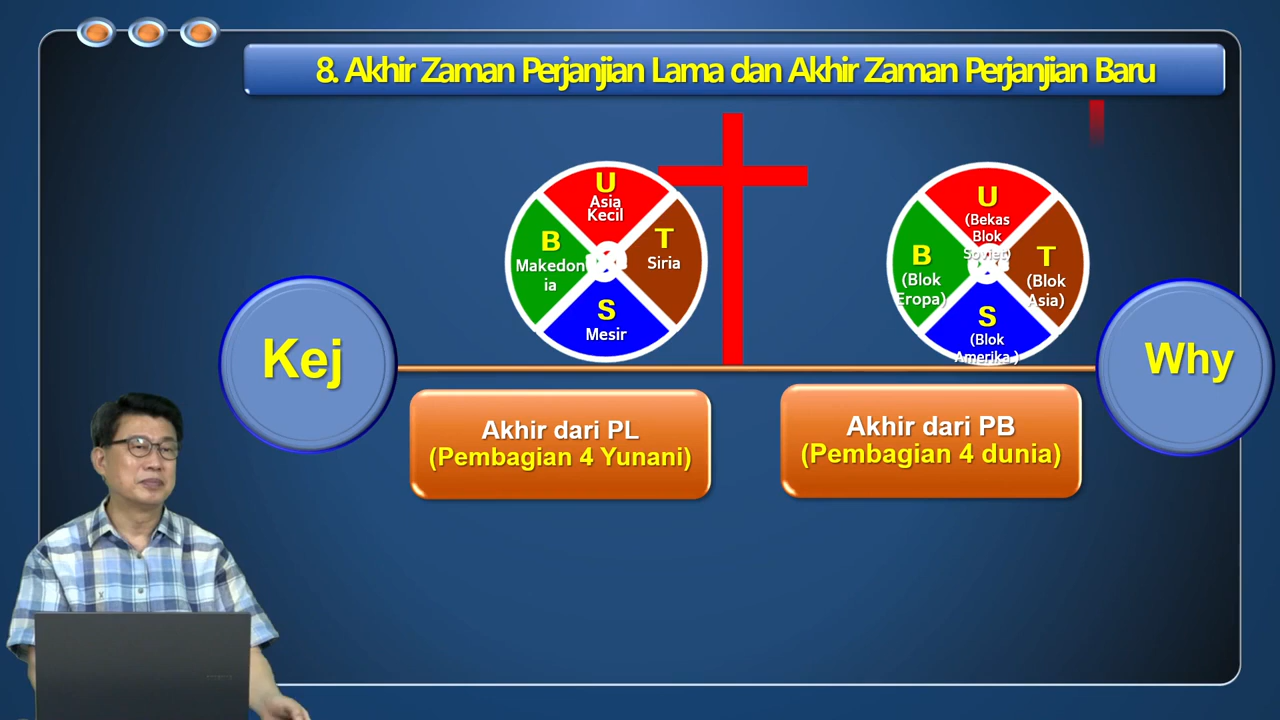 8. Akhir Zaman Perjanjian Lama dan Akhir Zaman Perjanjian Baru
U
Asia
Kecil
B
Makedon
ia
T
Siria
S
Mesir
U
(Bekas
Blok
Soviet)
B
(Blok
Eropa)
T
(Blok
Asia)
S
(Blok
Amerika )
Kej
Why
Akhir dari PL
(Pembagian 4 Yunani)
Akhir dari PB
(Pembagian 4 dunia)